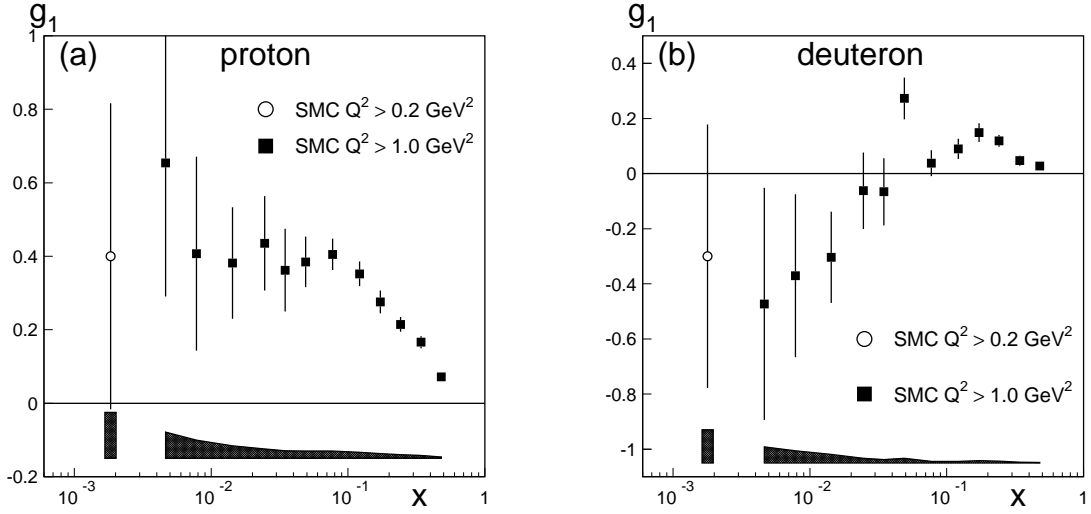 g₁
1
0.8
0.6
0.4
0.2
0
-0.2
(a) proton
SMC Q² > 0.2 GeV²
SMC Q² > 1.0 GeV²
10⁻³ 10⁻² 10⁻¹ x 1
g₁
0.4
0.2
0
-0.2
-0.4
-0.6
-0.8
-1
(b) deuteron
SMC Q² > 0.2 GeV²
SMC Q² > 1.0 GeV²
10⁻³ 10⁻² 10⁻¹ x 1